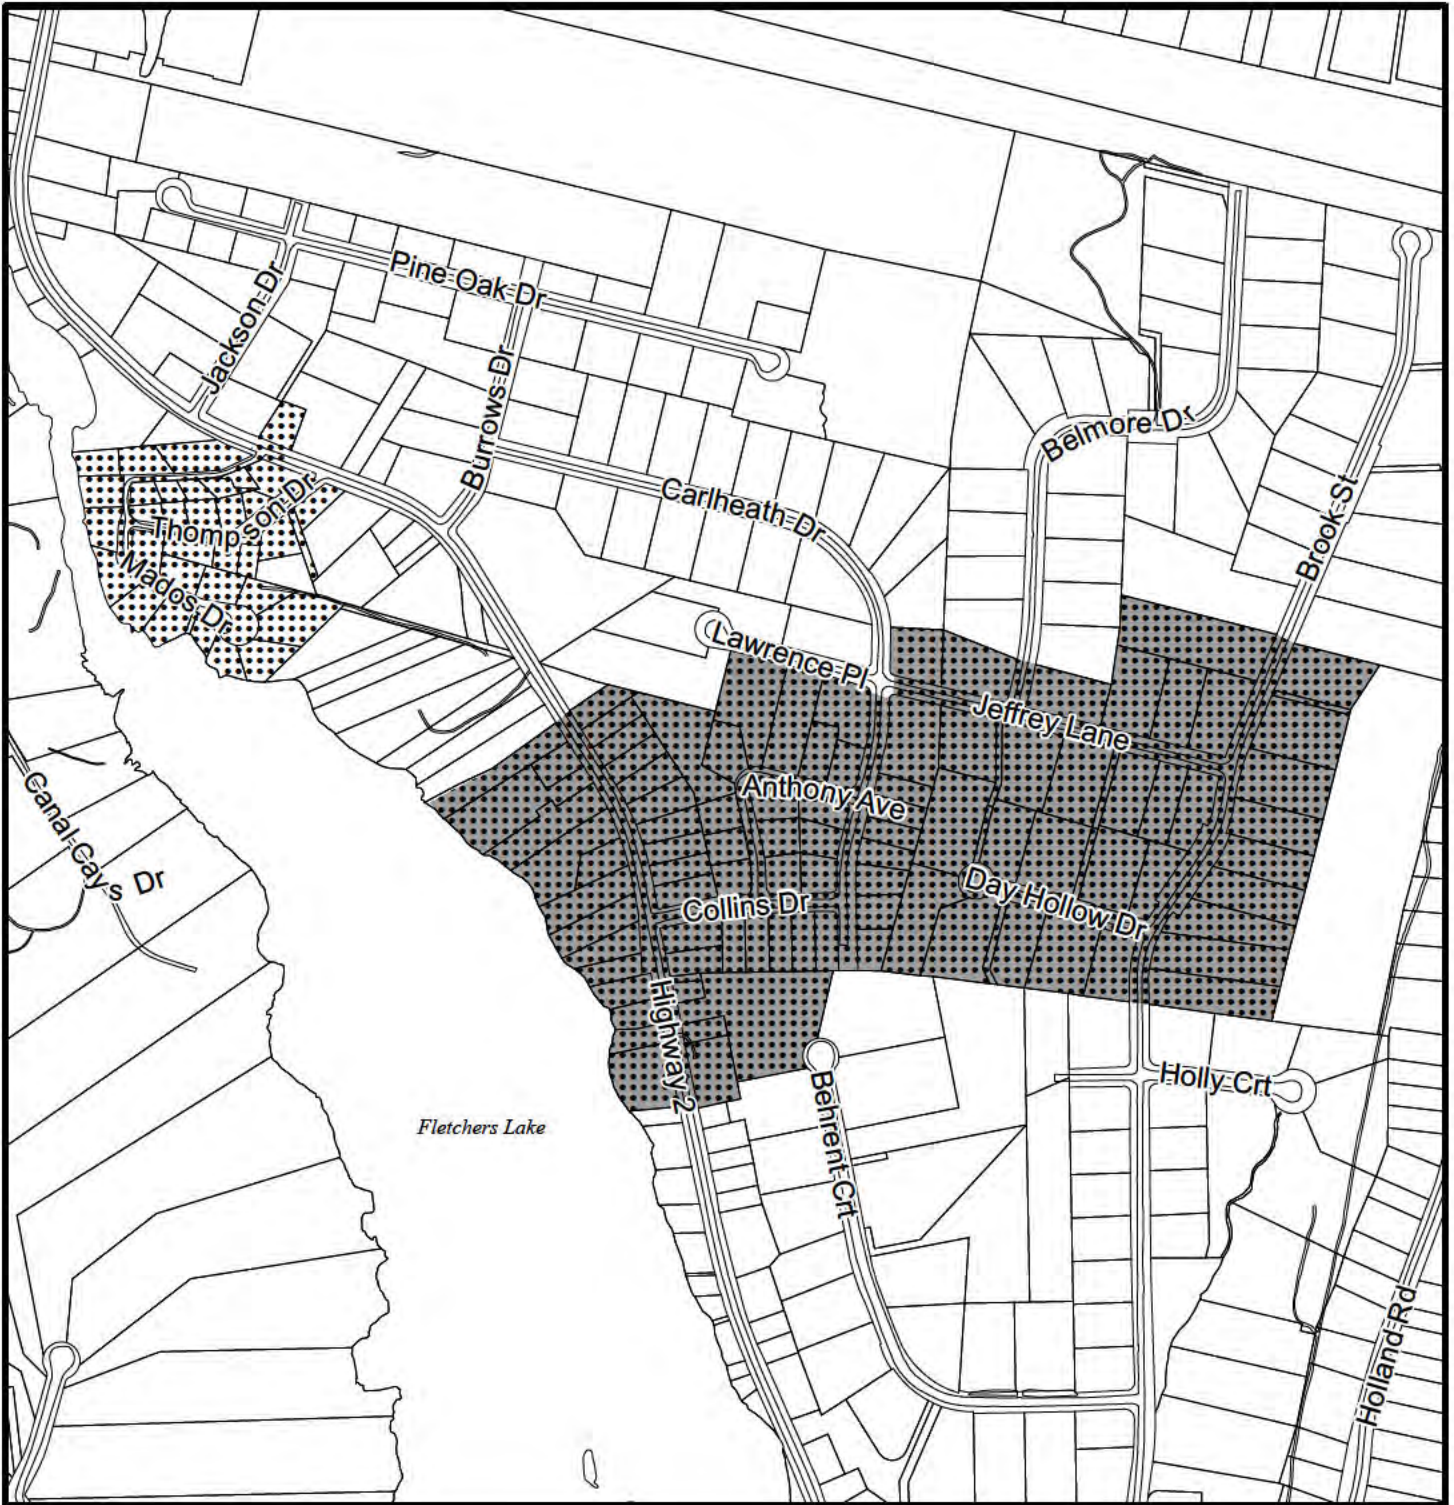 Pine Oak Dr
Jackson Dr
Burrows Dr
Belmore Dr
Carlheath Dr
Brook St
Thompson Dr
Mados Dr
Lawrence Pl
Jeffrey Lane
Anthony Ave
Canal Cays Dr
Day Hollow Dr
Collins Dr
Highway 2
Holly Crt
Behrent Crt
Fletchers Lake
Holland Rd